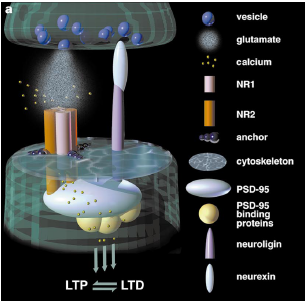 a
vesicle
glutamate
calcium
NR1
NR2
anchor
cytoskeleton
PSD-95
PSD-95
binding
proteins
neuroligin
neurexin
LTP ⇌ LTD